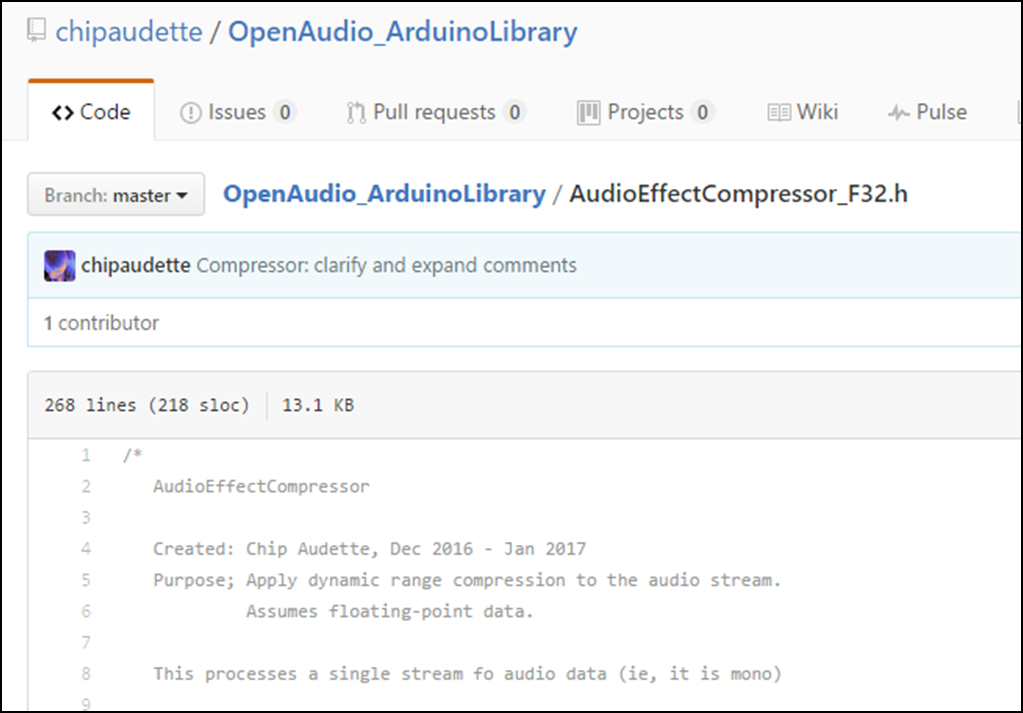 chipaudette / OpenAudio_ArduinoLibrary
Code Issues 0 Pull requests 0 Projects 0 Wiki Pulse
Branch: master OpenAudio_ArduinoLibrary / AudioEffectCompressor_F32.h
chipaudette Compressor: clarify and expand comments
1 contributor
268 lines (218 sloc) 13.1 KB
1 /*
2 AudioEffectCompressor
3
4 Created: Chip Audette, Dec 2016 - Jan 2017
5 Purpose; Apply dynamic range compression to the audio stream.
6 Assumes floating-point data.
7
8 This processes a single stream fo audio data (ie, it is mono)
9